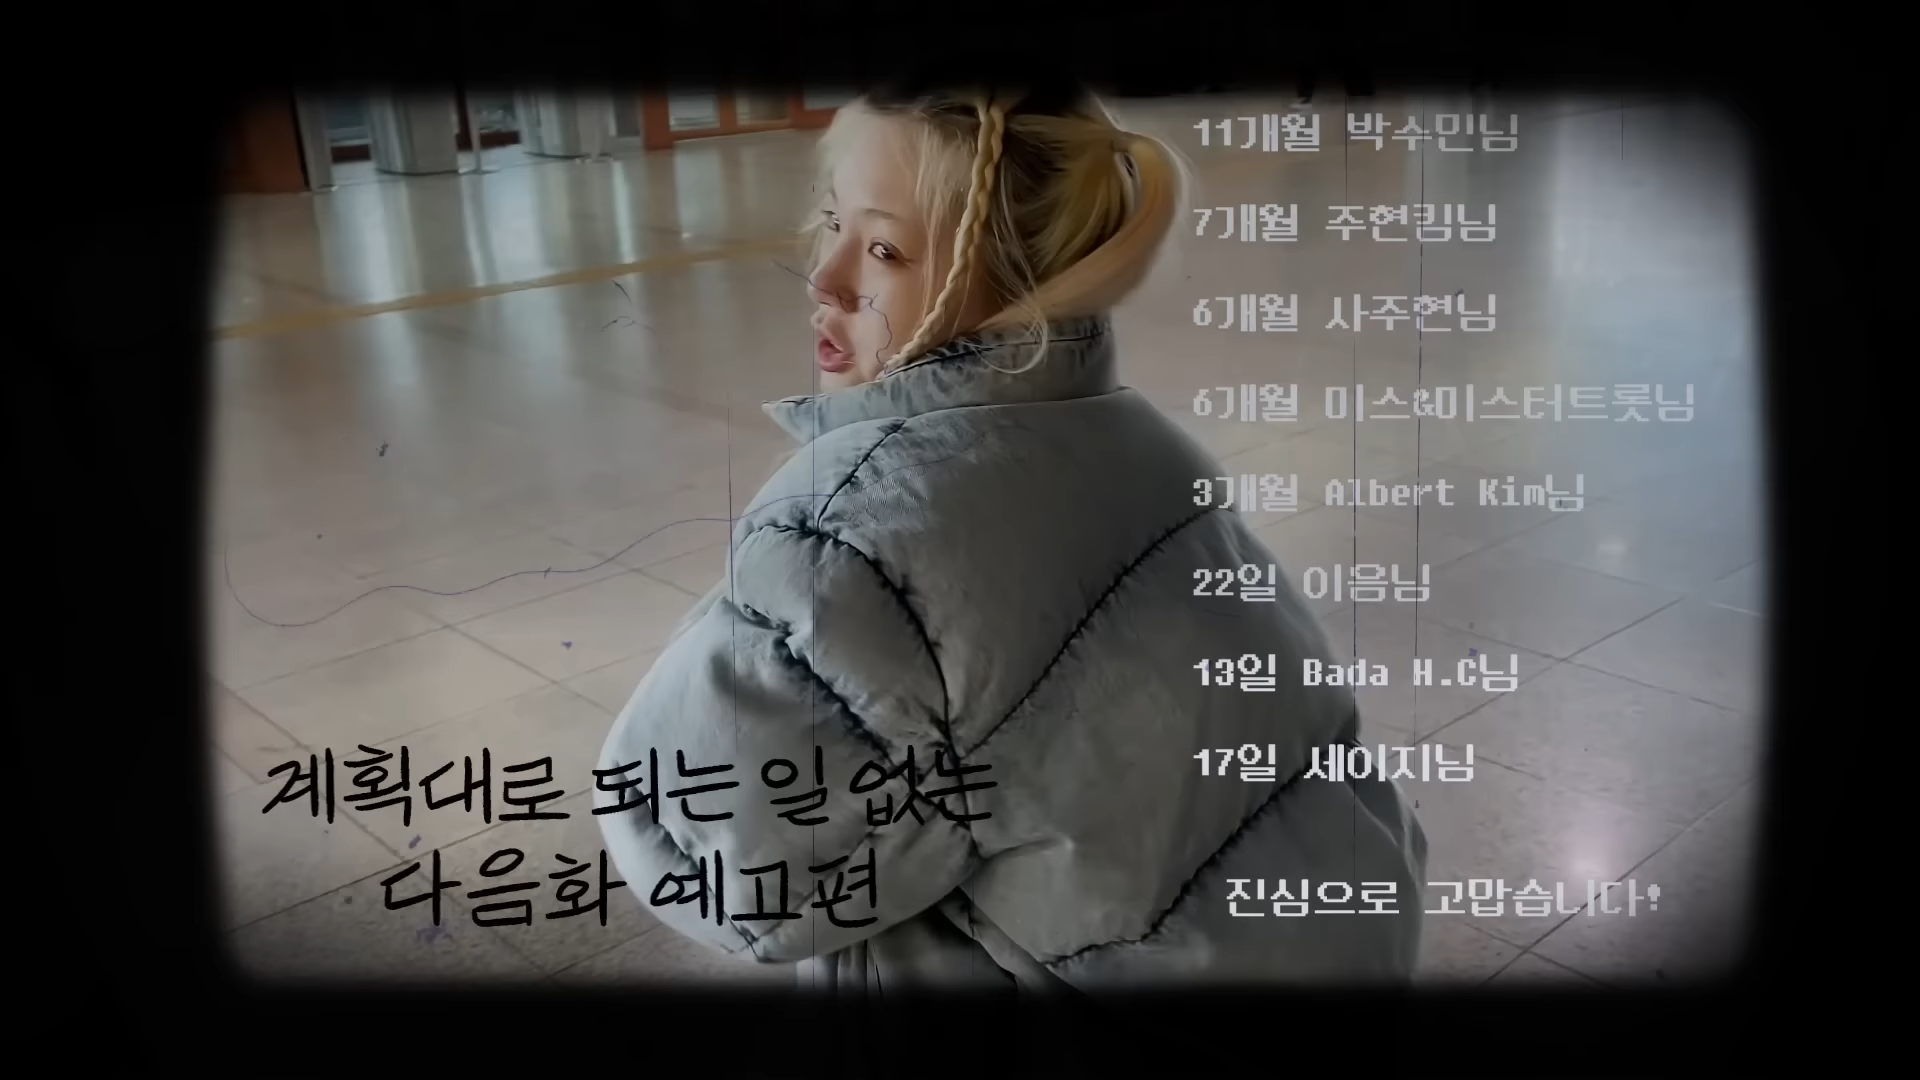 11개월 박수민님
7개월 주현킴님
6개월 사주현님
6개월 미스&미스터트롯님
3개월 Albert Kim님
22일 이음님
13일 Bada H.C님
17일 세이지님
진심으로 고맙습니다!
계획대로 되는 일 없는
다음화 예고편